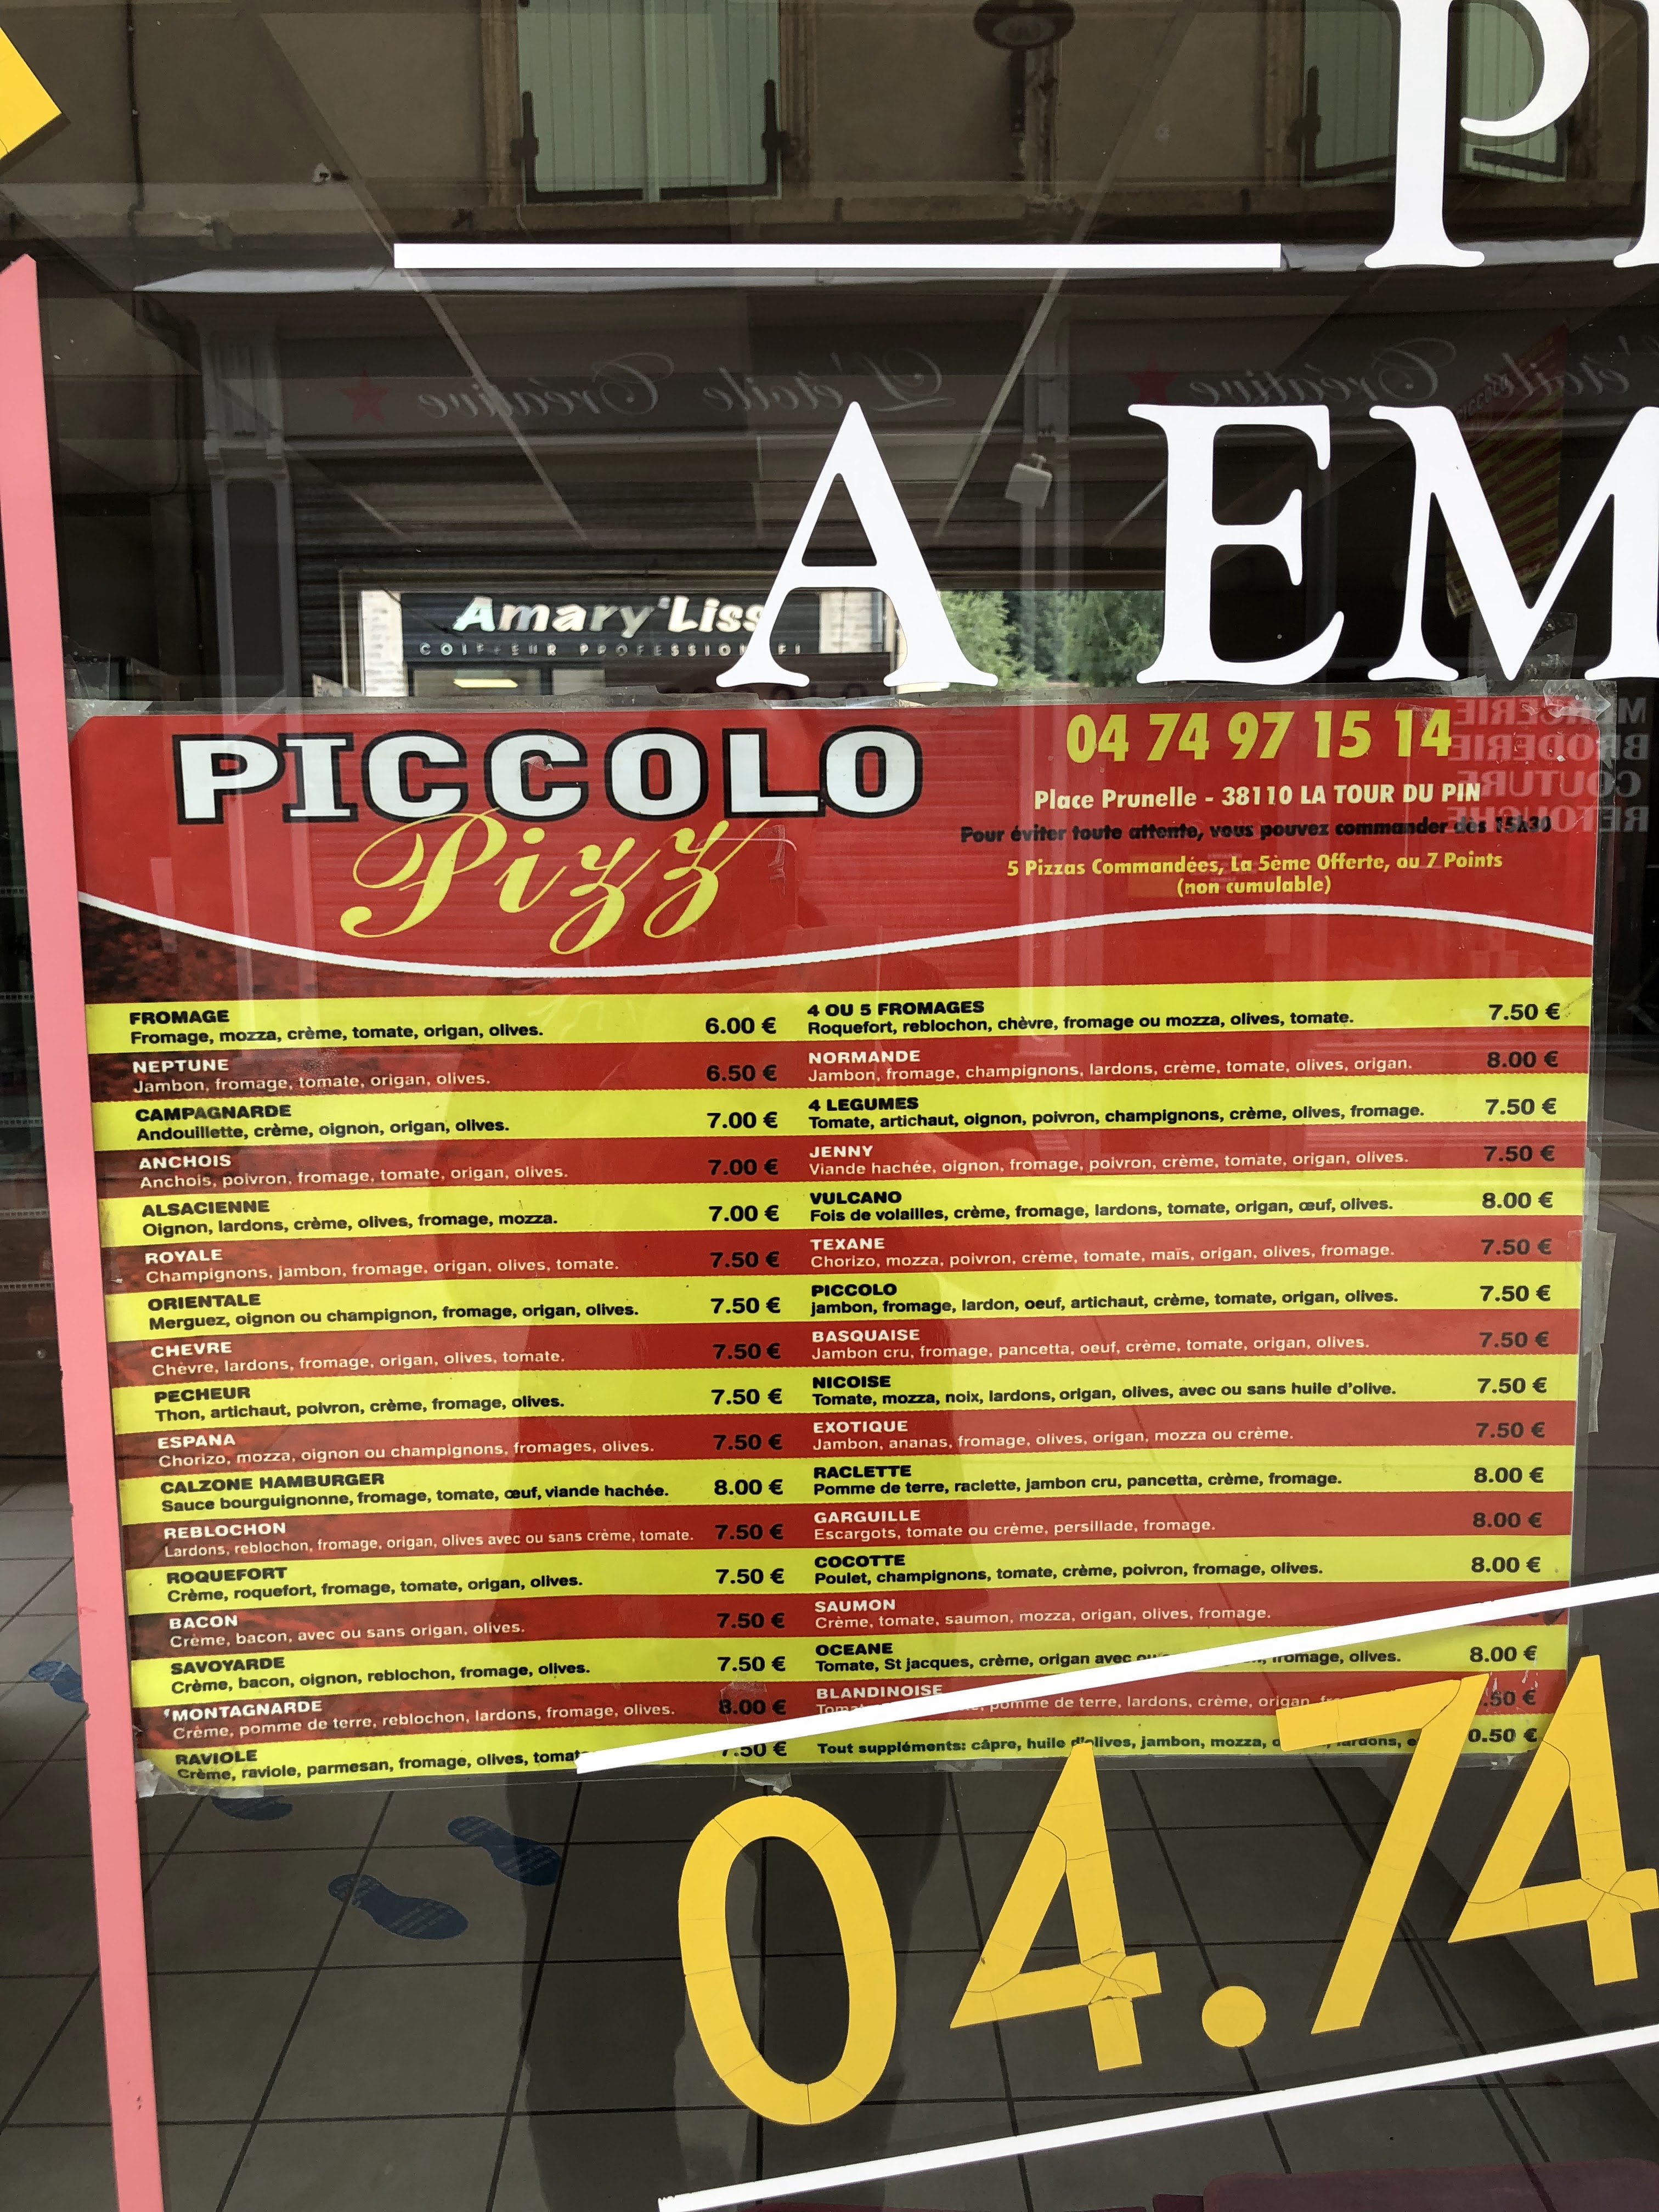 PI
L'étoile Créative
L'étoile Créative
A EM
Amary'Liss
COIFFEUR PROFESSIONNEL
MERCERIE
BRODERIE
COUTURE
RETOUCHE
PICCOLO
Pizz
04 74 97 15 14
Place Prunelle - 38110 LA TOUR DU PIN
Pour éviter toute attente, vous pouvez commander dès 15h30
5 Pizzas Commandées, La 5ème Offerte, ou 7 Points
(non cumulable)
FROMAGE
Fromage, mozza, crème, tomate, origan, olives. 6.00 €
NEPTUNE
Jambon, fromage, tomate, origan, olives. 6.50 €
CAMPAGNARDE
Andouillette, crème, oignon, origan, olives. 7.00 €
ANCHOIS
Anchois, poivron, fromage, tomate, origan, olives. 7.00 €
ALSACIENNE
Oignon, lardons, crème, olives, fromage, mozza. 7.00 €
ROYALE
Champignons, jambon, fromage, origan, olives, tomate. 7.50 €
ORIENTALE
Merguez, oignon ou champignon, fromage, origan, olives. 7.50 €
CHEVRE
Chèvre, lardons, fromage, origan, olives, tomate. 7.50 €
PECHEUR
Thon, artichaut, poivron, crème, fromage, olives. 7.50 €
ESPANA
Chorizo, mozza, oignon ou champignons, fromages, olives. 7.50 €
CALZONE HAMBURGER
Sauce bourguignonne, fromage, tomate, œuf, viande hachée. 8.00 €
REBLOCHON
Lardons, reblochon, fromage, origan, olives avec ou sans crème, tomate. 7.50 €
ROQUEFORT
Crème, roquefort, fromage, tomate, origan, olives. 7.50 €
BACON
Crème, bacon, avec ou sans origan, olives. 7.50 €
SAVOYARDE
Crème, bacon, oignon, reblochon, fromage, olives. 7.50 €
MONTAGNARDE
Crème, pomme de terre, reblochon, lardons, fromage, olives. 8.00 €
RAVIOLE
Crème, raviole, parmesan, fromage, olives, tomat 7.50 €
4 OU 5 FROMAGES
Roquefort, reblochon, chèvre, fromage ou mozza, olives, tomate. 7.50 €
NORMANDE
Jambon, fromage, champignons, lardons, crème, tomate, olives, origan. 8.00 €
4 LEGUMES
Tomate, artichaut, oignon, poivron, champignons, crème, olives, fromage. 7.50 €
JENNY
Viande hachée, oignon, fromage, poivron, crème, tomate, origan, olives. 7.50 €
VULCANO
Fois de volailles, crème, fromage, lardons, tomate, origan, œuf, olives. 8.00 €
TEXANE
Chorizo, mozza, poivron, crème, tomate, maïs, origan, olives, fromage. 7.50 €
PICCOLO
jambon, fromage, lardon, oeuf, artichaut, crème, tomate, origan, olives. 7.50 €
BASQUAISE
Jambon cru, fromage, pancetta, oeuf, crème, tomate, origan, olives. 7.50 €
NICOISE
Tomate, mozza, noix, lardons, origan, olives, avec ou sans huile d'olive. 7.50 €
EXOTIQUE
Jambon, ananas, fromage, olives, origan, mozza ou crème. 7.50 €
RACLETTE
Pomme de terre, raclette, jambon cru, pancetta, crème, fromage. 8.00 €
GARGUILLE
Escargots, tomate ou crème, persillade, fromage. 8.00 €
COCOTTE
Poulet, champignons, tomate, crème, poivron, fromage, olives. 8.00 €
SAUMON
Crème, tomate, saumon, mozza, origan, olives, fromage.
OCEANE
Tomate, St jacques, crème, origan avec ou fromage, olives. 8.00 €
BLANDINOISE
pomme de terre, lardons, crème, origan, .50 €
Tout suppléments: câpre, huile d'olives, jambon, mozza, lardons, 0.50 €
04.74